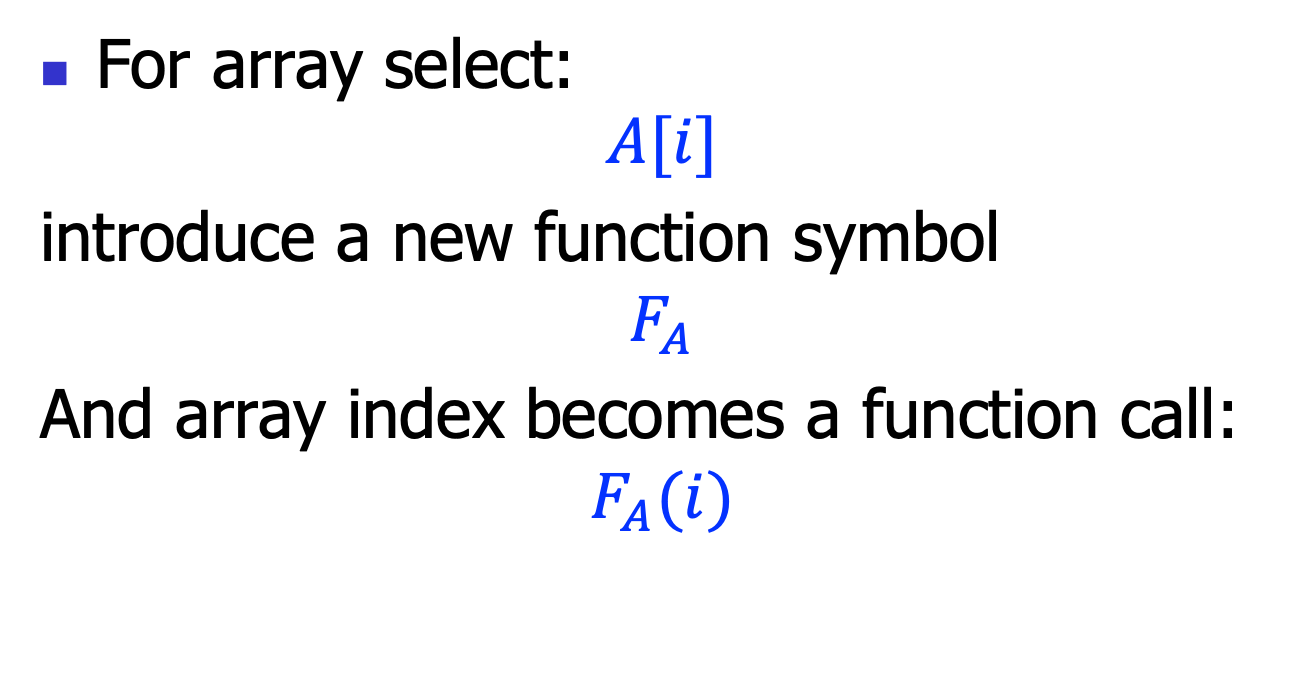 ▪ For array select:
A[i]
introduce a new function symbol
F_A
And array index becomes a function call:
F_A(i)